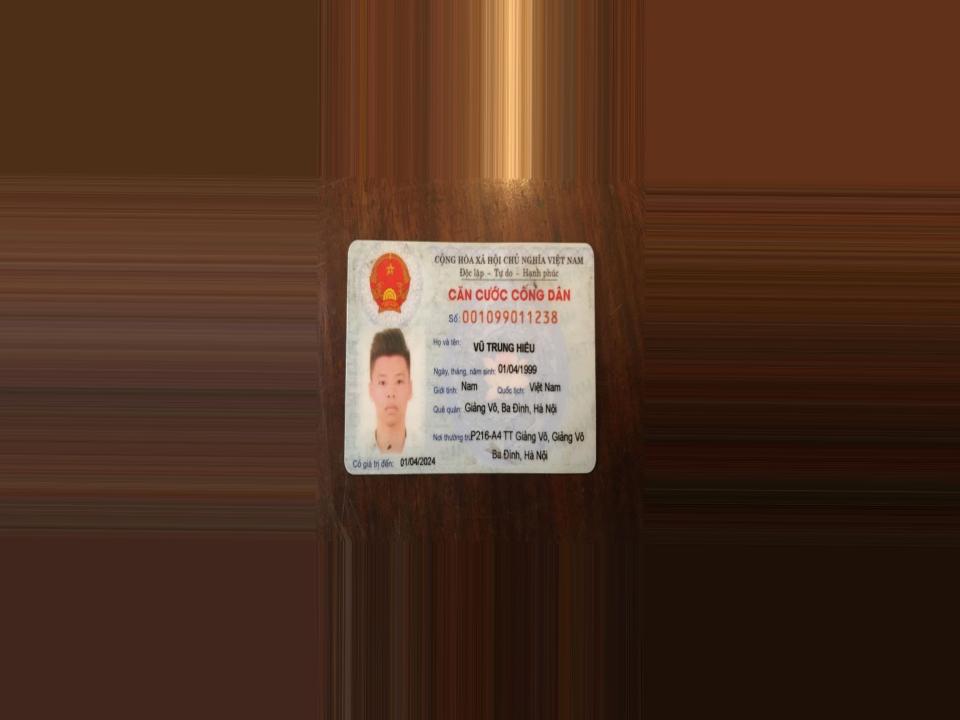 CỘNG HÒA XÃ HỘI CHỦ NGHĨA VIỆT NAM
Độc lập - Tự do - Hạnh phúc
CĂN CƯỚC CÔNG DÂN
Số: 001099011238
Họ và tên: VŨ TRUNG HIẾU
Ngày, tháng, năm sinh: 01/04/1999
Giới tính: Nam Quốc tịch: Việt Nam
Quê quán: Giảng Võ, Ba Đình, Hà Nội
Nơi thường trú: P216-A4 TT Giảng Võ, Giảng Võ
Ba Đình, Hà Nội
Có giá trị đến: 01/04/2024